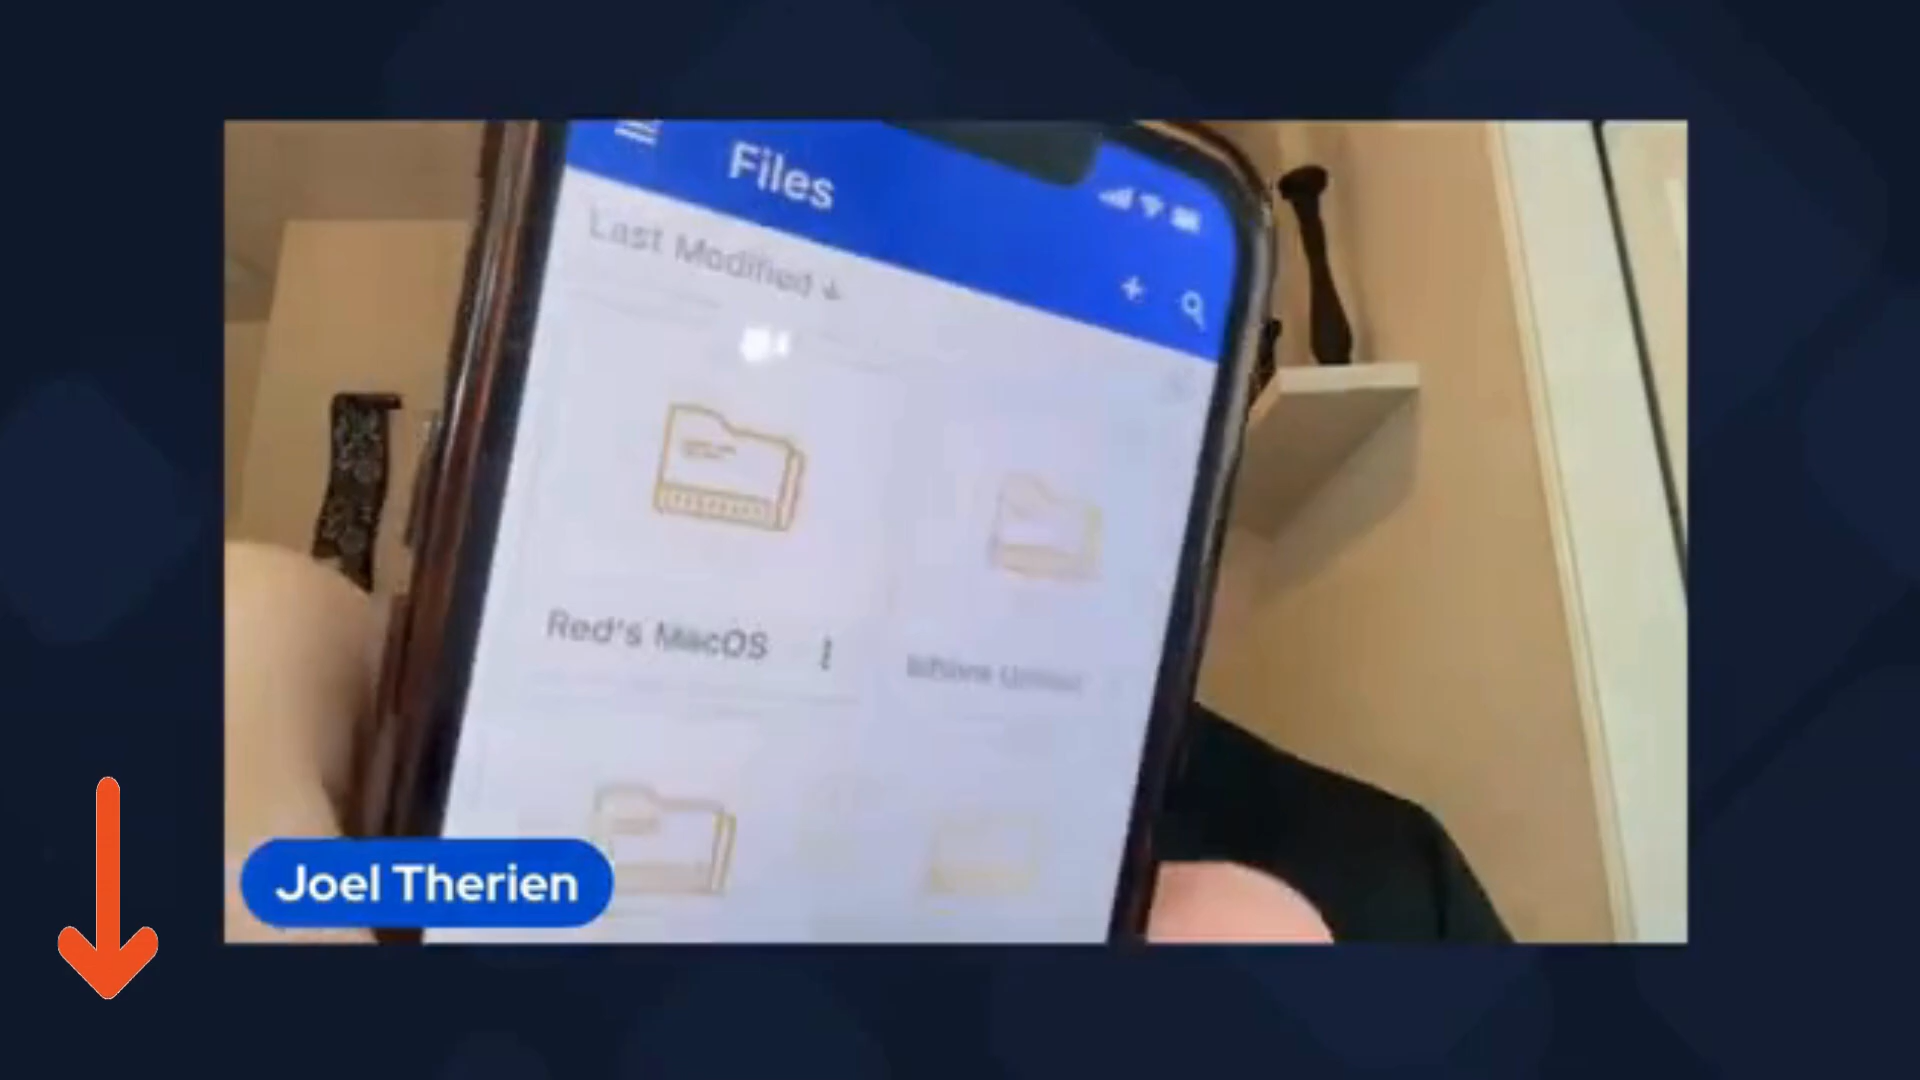 Files
Last Modified ↓
Red's MacOS
Joel Therien